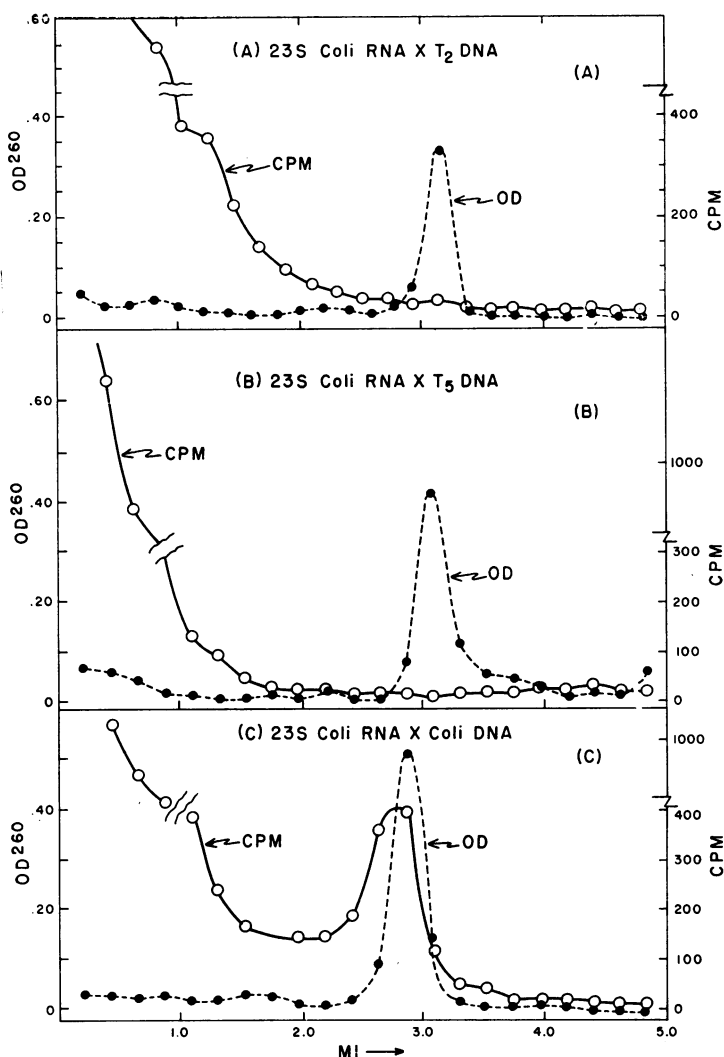 (A) 23S Coli RNA X T2 DNA
(A)
.60
.40
.20
0
OD260
CPM
OD
400
200
0
CPM
(B) 23S Coli RNA X T5 DNA
(B)
.60
.40
.20
0
OD260
CPM
OD
1000
300
200
100
0
CPM
(C) 23S Coli RNA X Coli DNA
(C)
.40
.20
0
OD260
CPM
OD
1000
400
300
200
100
0
CPM
1.0 2.0 3.0 4.0 5.0
Ml